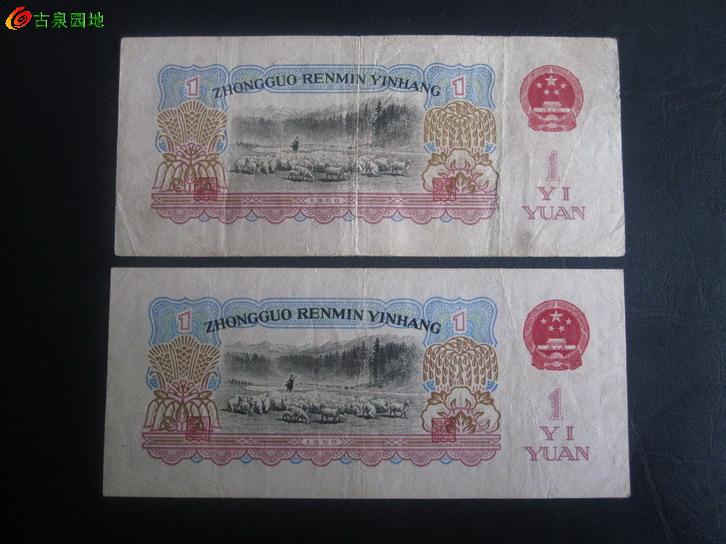 古泉园地
1 ZHONGGUO RENMIN YINHANG 1
1
YI
YUAN
1960
1 ZHONGGUO RENMIN YINHANG 1
1
YI
YUAN
1960